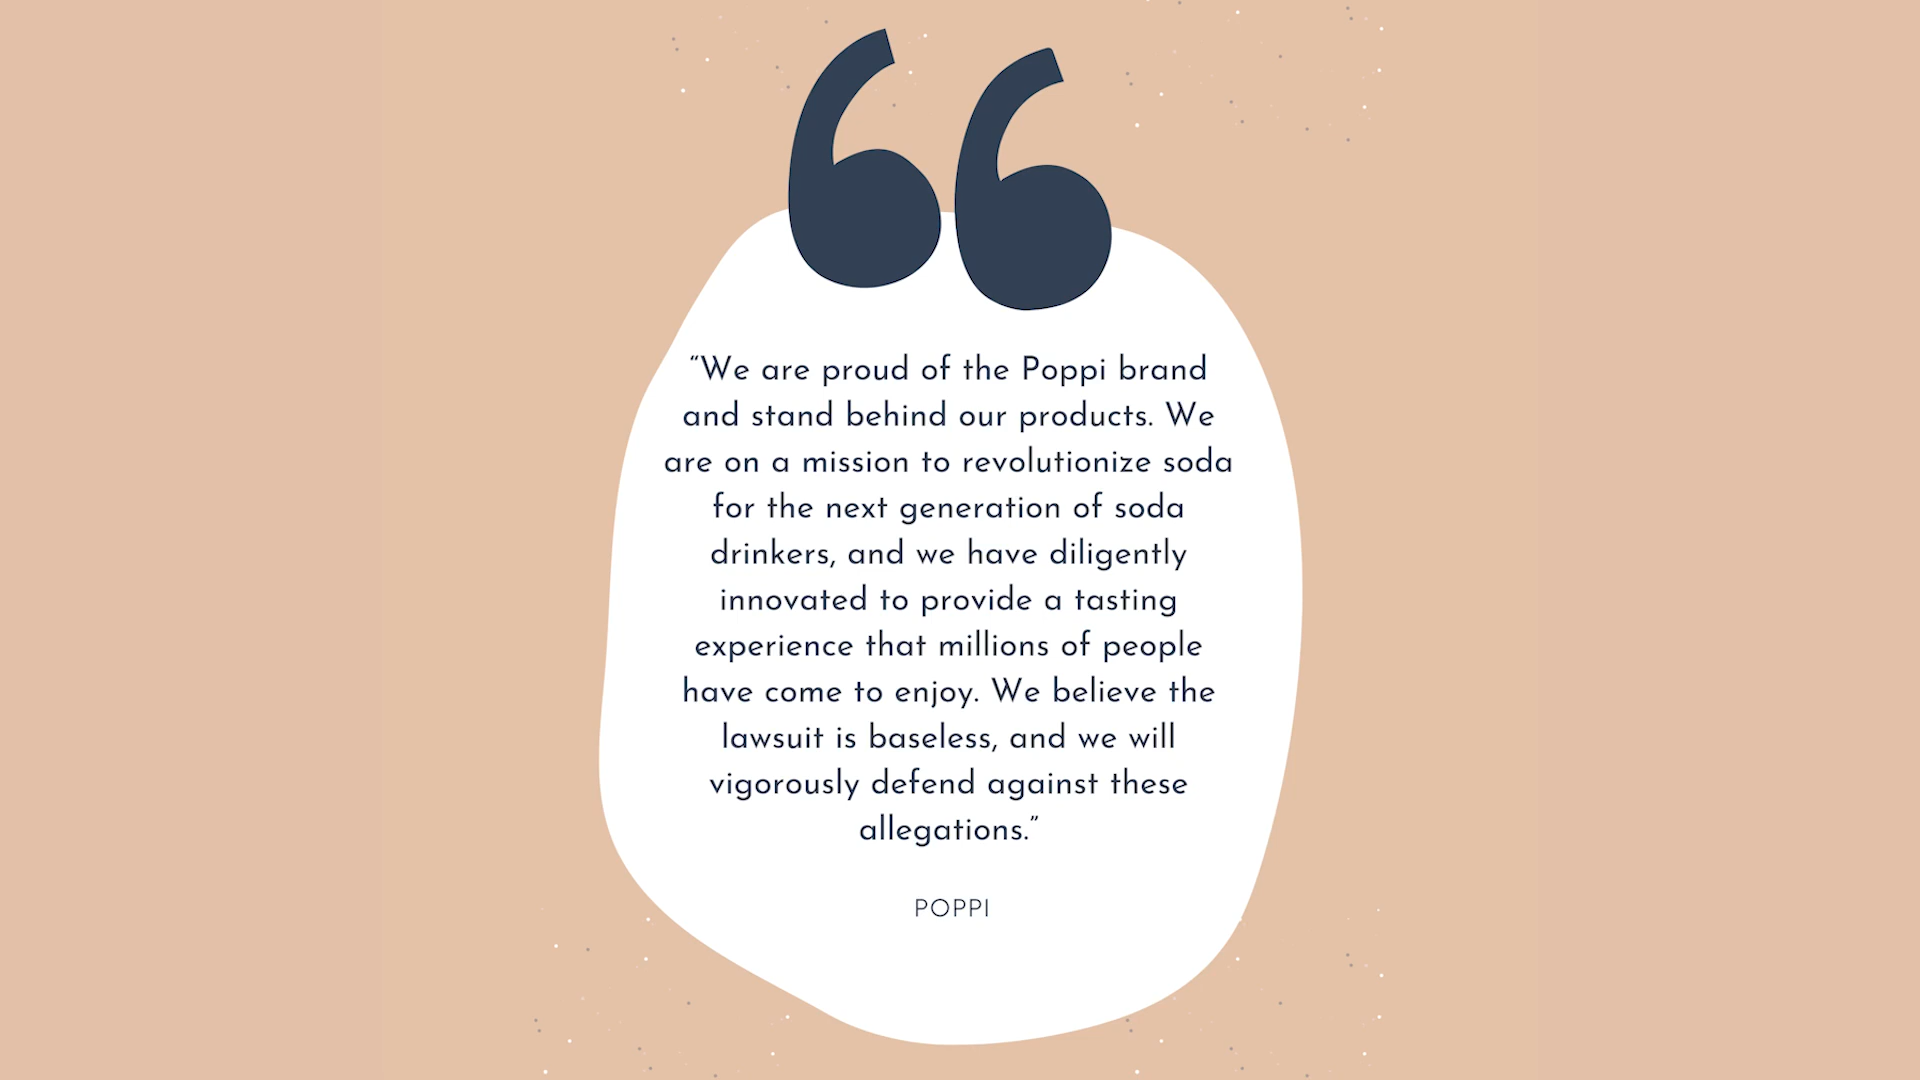 “We are proud of the Poppi brand
and stand behind our products. We
are on a mission to revolutionize soda
for the next generation of soda
drinkers, and we have diligently
innovated to provide a tasting
experience that millions of people
have come to enjoy. We believe the
lawsuit is baseless, and we will
vigorously defend against these
allegations.”
POPPI